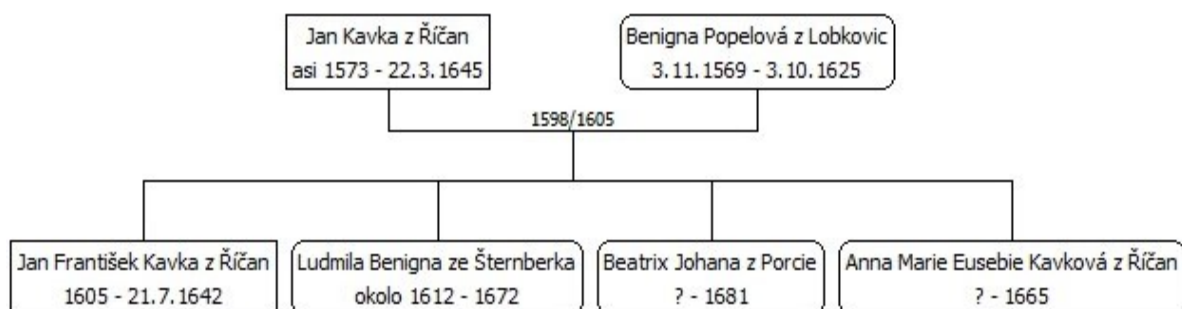 Jan Kavka z Říčan
asi 1573 - 22.3.1645
Benigna Popelová z Lobkovic
3.11.1569 - 3.10.1625
1598/1605
Jan František Kavka z Říčan
1605 - 21.7.1642
Ludmila Benigna ze Šternberka
okolo 1612 - 1672
Beatrix Johana z Porcie
? - 1681
Anna Marie Eusebie Kavková z Říčan
? - 1665